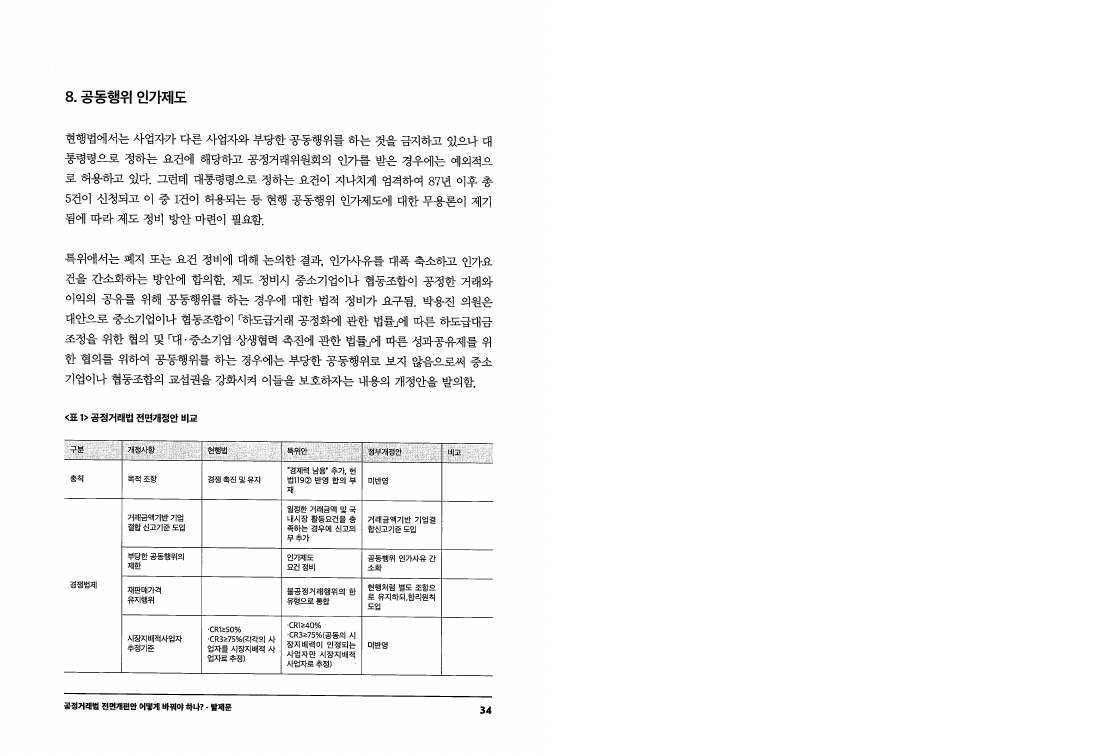 8. 공동행위 인가제도
현행법에서는 사업자가 다른 사업자와 부당한 공동행위를 하는 것을 금지하고 있으나 대
통령령으로 정하는 요건에 해당하고 공정거래위원회의 인가를 받은 경우에는 예외적으
로 허용하고 있다. 그런데 대통령령으로 정하는 요건이 지나치게 엄격하여 87년 이후 총
5건이 신청되고 이 중 1건이 허용되는 등 현행 공동행위 인가제도에 대한 무용론이 제기
됨에 따라 제도 정비 방안 마련이 필요함.
특위에서는 폐지 또는 요건 정비에 대해 논의한 결과, 인가사유를 대폭 축소하고 인가요
건을 간소화하는 방안에 합의함. 제도 정비시 중소기업이나 협동조합이 공정한 거래와
이익의 공유를 위해 공동행위를 하는 경우에 대한 법적 정비가 요구됨. 박용진 의원은
대안으로 중소기업이나 협동조합이 「하도급거래 공정화에 관한 법률」에 따른 하도급대금
조정을 위한 협의 및 「대·중소기업 상생협력 촉진에 관한 법률」에 따른 성과공유제를 위
한 협의를 위하여 공동행위를 하는 경우에는 부당한 공동행위로 보지 않음으로써 중소
기업이나 협동조합의 교섭권을 강화시켜 이들을 보호하자는 내용의 개정안을 발의함.
<표 1> 공정거래법 전면개정안 비교
구분 개정사항 현행법 특위안 정부개정안 비고
총칙 목적 조항 경쟁 촉진 및 유지
"경제력 남용" 추가, 헌
법119② 반영 합의 부
재
미반영
경쟁법제
거래금액기반 기업
결합 신고기준 도입
일정한 거래금액 및 국
내시장 활동요건을 충
족하는 경우에 신고의
무 추가
거래금액기반 기업결
합신고기준 도입
부당한 공동행위의
제한
인가제도
요건 정비
공동행위 인가사유 간
소화
재판매가격
유지행위
불공정거래행위의 한
유형으로 통합
현행처럼 별도 조항으
로 유지하되,합리원칙
도입
시장지배적사업자
추정기준
·CR1≥50%
·CR3≥75%(각각의 사
업자를 시장지배적 사
업자로 추정)
·CR1≥40%
·CR3≥75%(공동의 시
장지배력이 인정되는
사업자만 시장지배적
사업자로 추정)
미반영
공정거래법 전면개편안 어떻게 바꿔야 하나? - 발제문
34